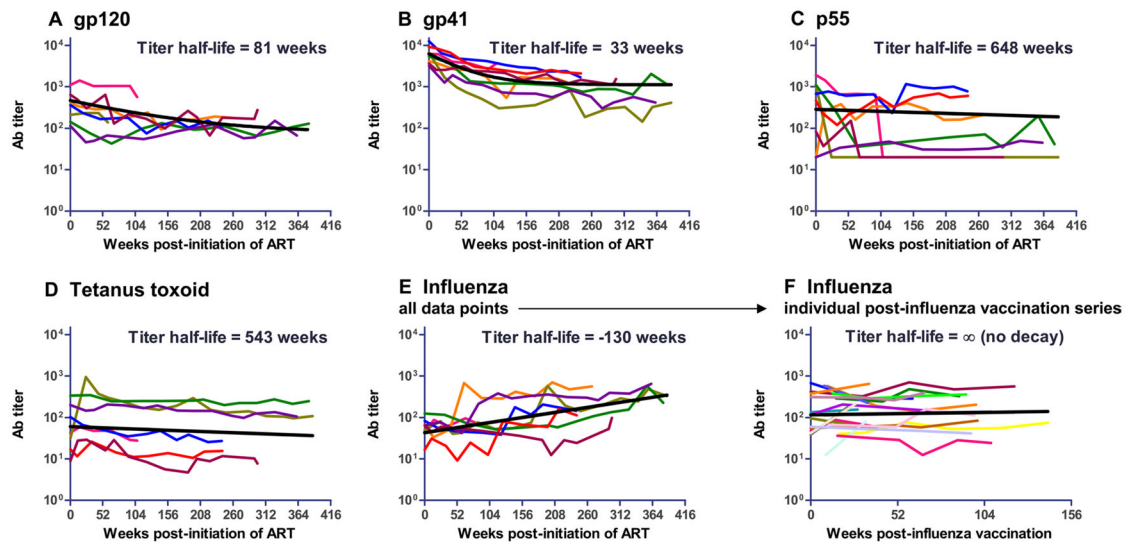 A gp120
Titer half-life = 81 weeks
Ab titer
10⁴
10³
10²
10¹
10⁰
0 52 104 156 208 260 312 364 416
Weeks post-initiation of ART
B gp41
Titer half-life = 33 weeks
Ab titer
10⁴
10³
10²
10¹
10⁰
0 52 104 156 208 260 312 364 416
Weeks post-initiation of ART
C p55
Titer half-life = 648 weeks
Ab titer
10⁴
10³
10²
10¹
10⁰
0 52 104 156 208 260 312 364 416
Weeks post-initiation of ART
D Tetanus toxoid
Titer half-life = 543 weeks
Ab titer
10⁴
10³
10²
10¹
10⁰
0 52 104 156 208 260 312 364 416
Weeks post-initiation of ART
E Influenza
all data points
Titer half-life = -130 weeks
Ab titer
10⁴
10³
10²
10¹
10⁰
0 52 104 156 208 260 312 364 416
Weeks post-initiation of ART
F Influenza
individual post-influenza vaccination series
Titer half-life = ∞ (no decay)
Ab titer
10⁴
10³
10²
10¹
10⁰
0 52 104 156
Weeks post-influenza vaccination